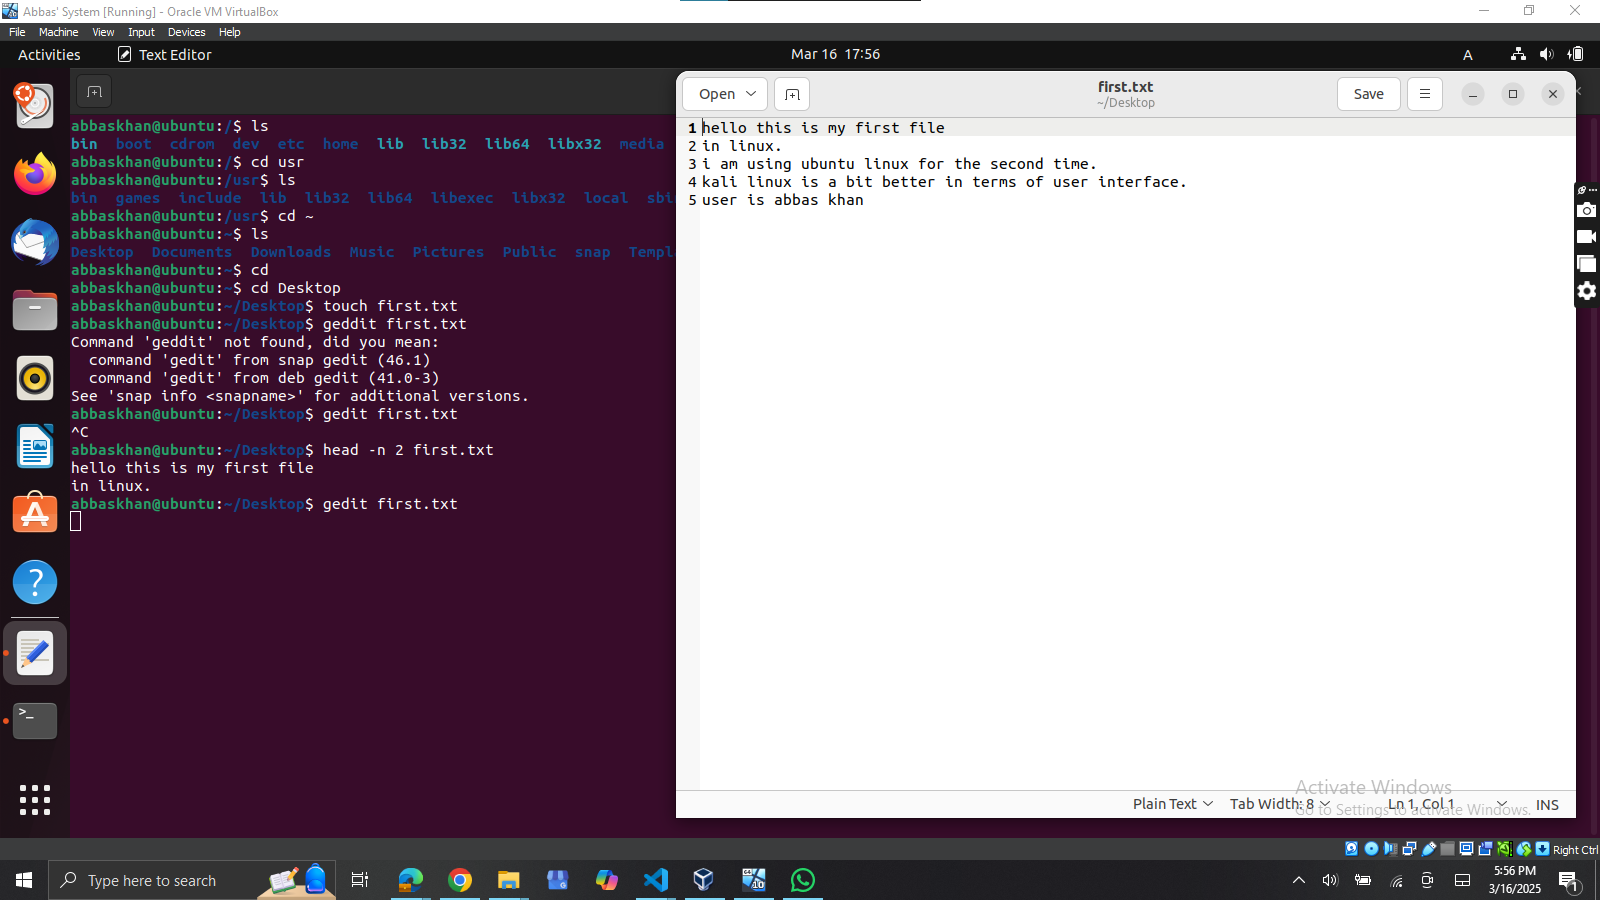 Abbas' System [Running] - Oracle VM VirtualBox
File Machine View Input Devices Help
Activities Text Editor Mar 16 17:56 A
abbaskhan@ubuntu:/$ ls
bin boot cdrom dev etc home lib lib32 lib64 libx32 media
abbaskhan@ubuntu:/$ cd usr
abbaskhan@ubuntu:/usr$ ls
bin games include lib lib32 lib64 libexec libx32 local sbi
abbaskhan@ubuntu:/usr$ cd ~
abbaskhan@ubuntu:~$ ls
Desktop Documents Downloads Music Pictures Public snap Templ
abbaskhan@ubuntu:~$ cd
abbaskhan@ubuntu:~$ cd Desktop
abbaskhan@ubuntu:~/Desktop$ touch first.txt
abbaskhan@ubuntu:~/Desktop$ geddit first.txt
Command 'geddit' not found, did you mean:
command 'gedit' from snap gedit (46.1)
command 'gedit' from deb gedit (41.0-3)
See 'snap info <snapname>' for additional versions.
abbaskhan@ubuntu:~/Desktop$ gedit first.txt
^C
abbaskhan@ubuntu:~/Desktop$ head -n 2 first.txt
hello this is my first file
in linux.
abbaskhan@ubuntu:~/Desktop$ gedit first.txt
Open first.txt Save
~/Desktop
1 hello this is my first file
2 in linux.
3 i am using ubuntu linux for the second time.
4 kali linux is a bit better in terms of user interface.
5 user is abbas khan
Activate Windows
Go to Settings to activate Windows.
Plain Text Tab Width: 8 Ln 1, Col 1 INS
Right Ctrl
Type here to search
5:56 PM
3/16/2025
1